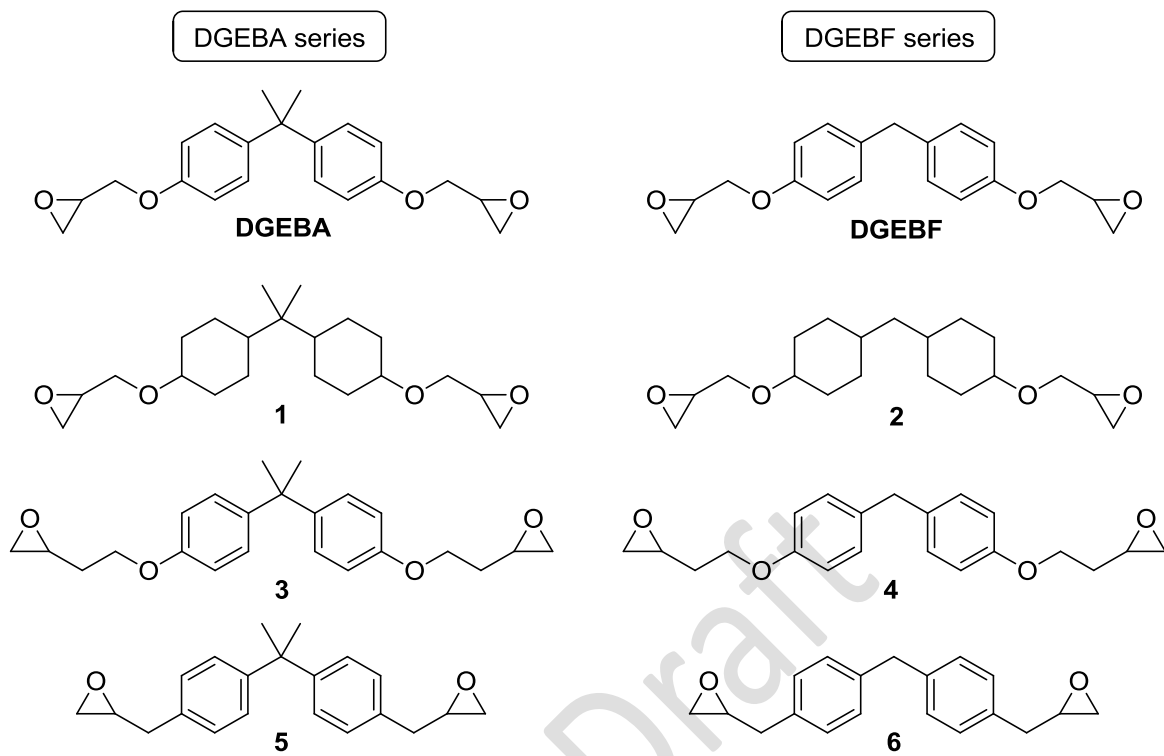 DGEBA series
DGEBF series
O O O O
DGEBA
O O O O
DGEBF
O O O O
1
O O O O
2
O O O O
3
O O O O
4
O O
5
O O
6
Draft